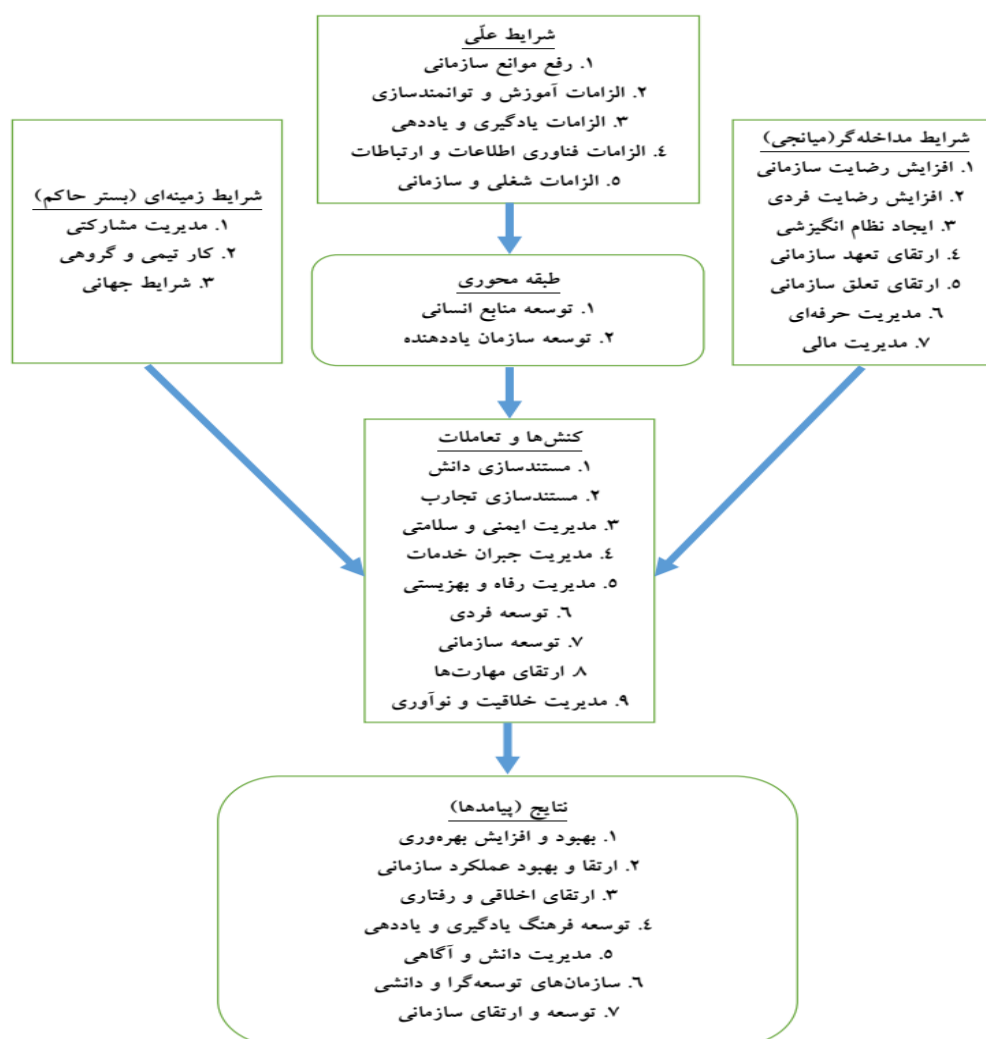 شرایط علّی
۱. رفع موانع سازمانی
۲. الزامات آموزش و توانمندسازی
۳. الزامات یادگیری و یاددهی
۴. الزامات فناوری اطلاعات و ارتباطات
۵. الزامات شغلی و سازمانی
شرایط مداخله‌گر(میانجی)
۱. افزایش رضایت سازمانی
۲. افزایش رضایت فردی
۳. ایجاد نظام انگیزشی
۴. ارتقای تعهد سازمانی
۵. ارتقای تعلق سازمانی
۶. مدیریت حرفه‌ای
۷. مدیریت مالی
شرایط زمینه‌ای (بستر حاکم)
۱. مدیریت مشارکتی
۲. کار تیمی و گروهی
۳. شرایط جهانی
طبقه محوری
۱. توسعه منابع انسانی
۲. توسعه سازمان یاددهنده
کنش‌ها و تعاملات
۱. مستندسازی دانش
۲. مستندسازی تجارب
۳. مدیریت ایمنی و سلامتی
۴. مدیریت جبران خدمات
۵. مدیریت رفاه و بهزیستی
۶. توسعه فردی
۷. توسعه سازمانی
۸. ارتقای مهارت‌ها
۹. مدیریت خلاقیت و نوآوری
نتایج (پیامدها)
۱. بهبود و افزایش بهره‌وری
۲. ارتقا و بهبود عملکرد سازمانی
۳. ارتقای اخلاقی و رفتاری
۴. توسعه فرهنگ یادگیری و یاددهی
۵. مدیریت دانش و آگاهی
۶. سازمان‌های توسعه‌گرا و دانشی
۷. توسعه و ارتقای سازمانی